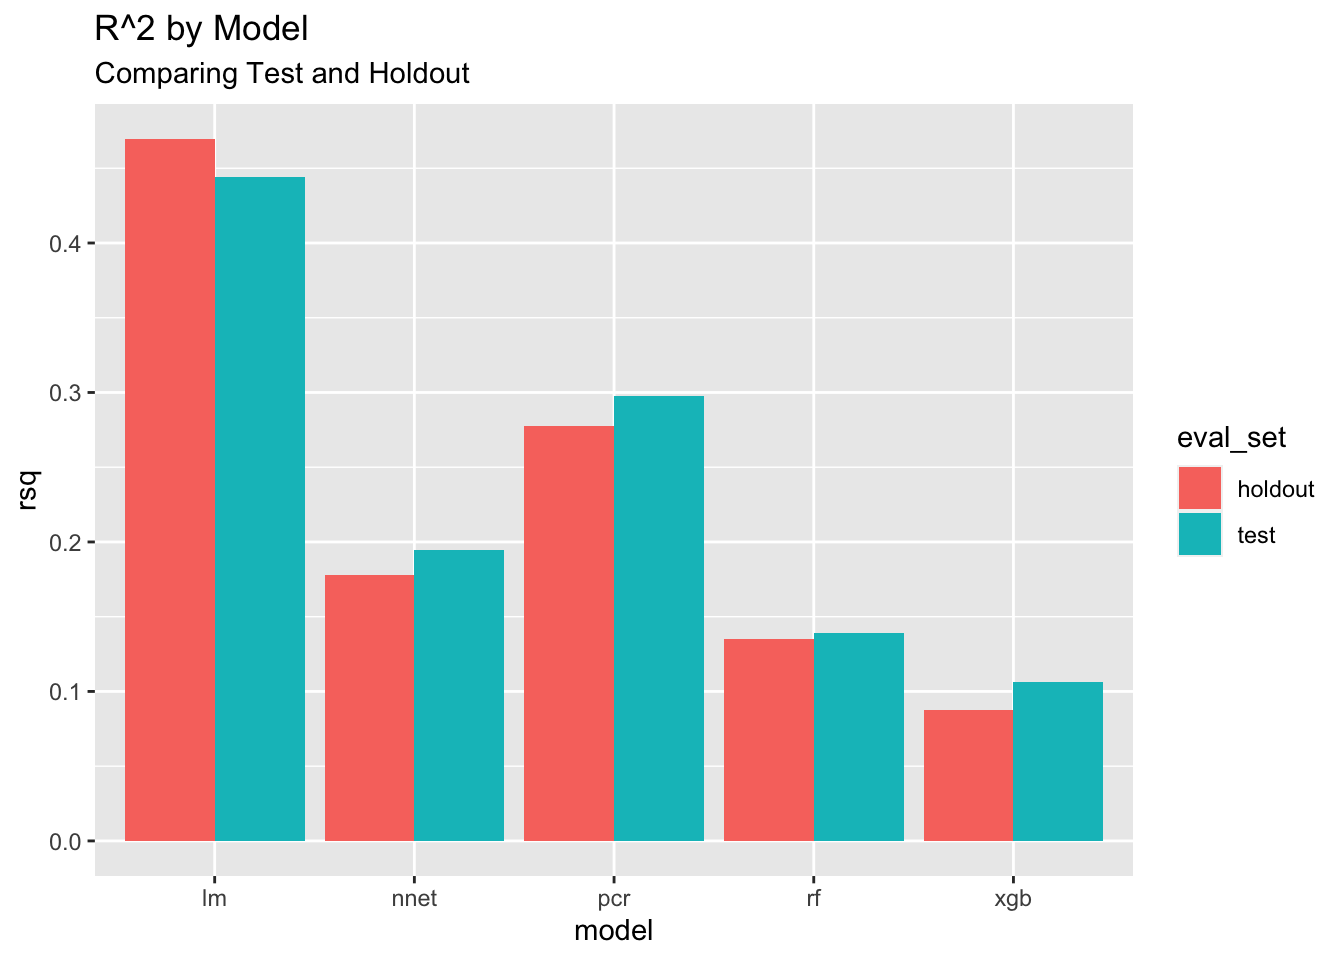 R^2 by Model
Comparing Test and Holdout
rsq
0.4
0.3
0.2
0.1
0.0
lm nnet pcr rf xgb
model
eval_set
holdout
test